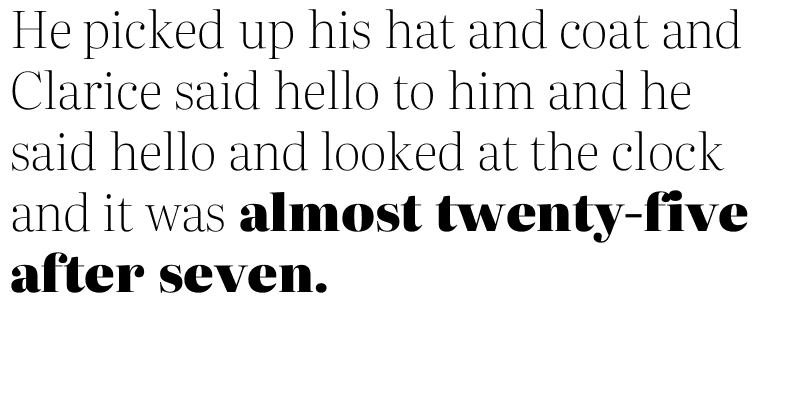 He picked up his hat and coat and
Clarice said hello to him and he
said hello and looked at the clock
and it was almost twenty-five
after seven.